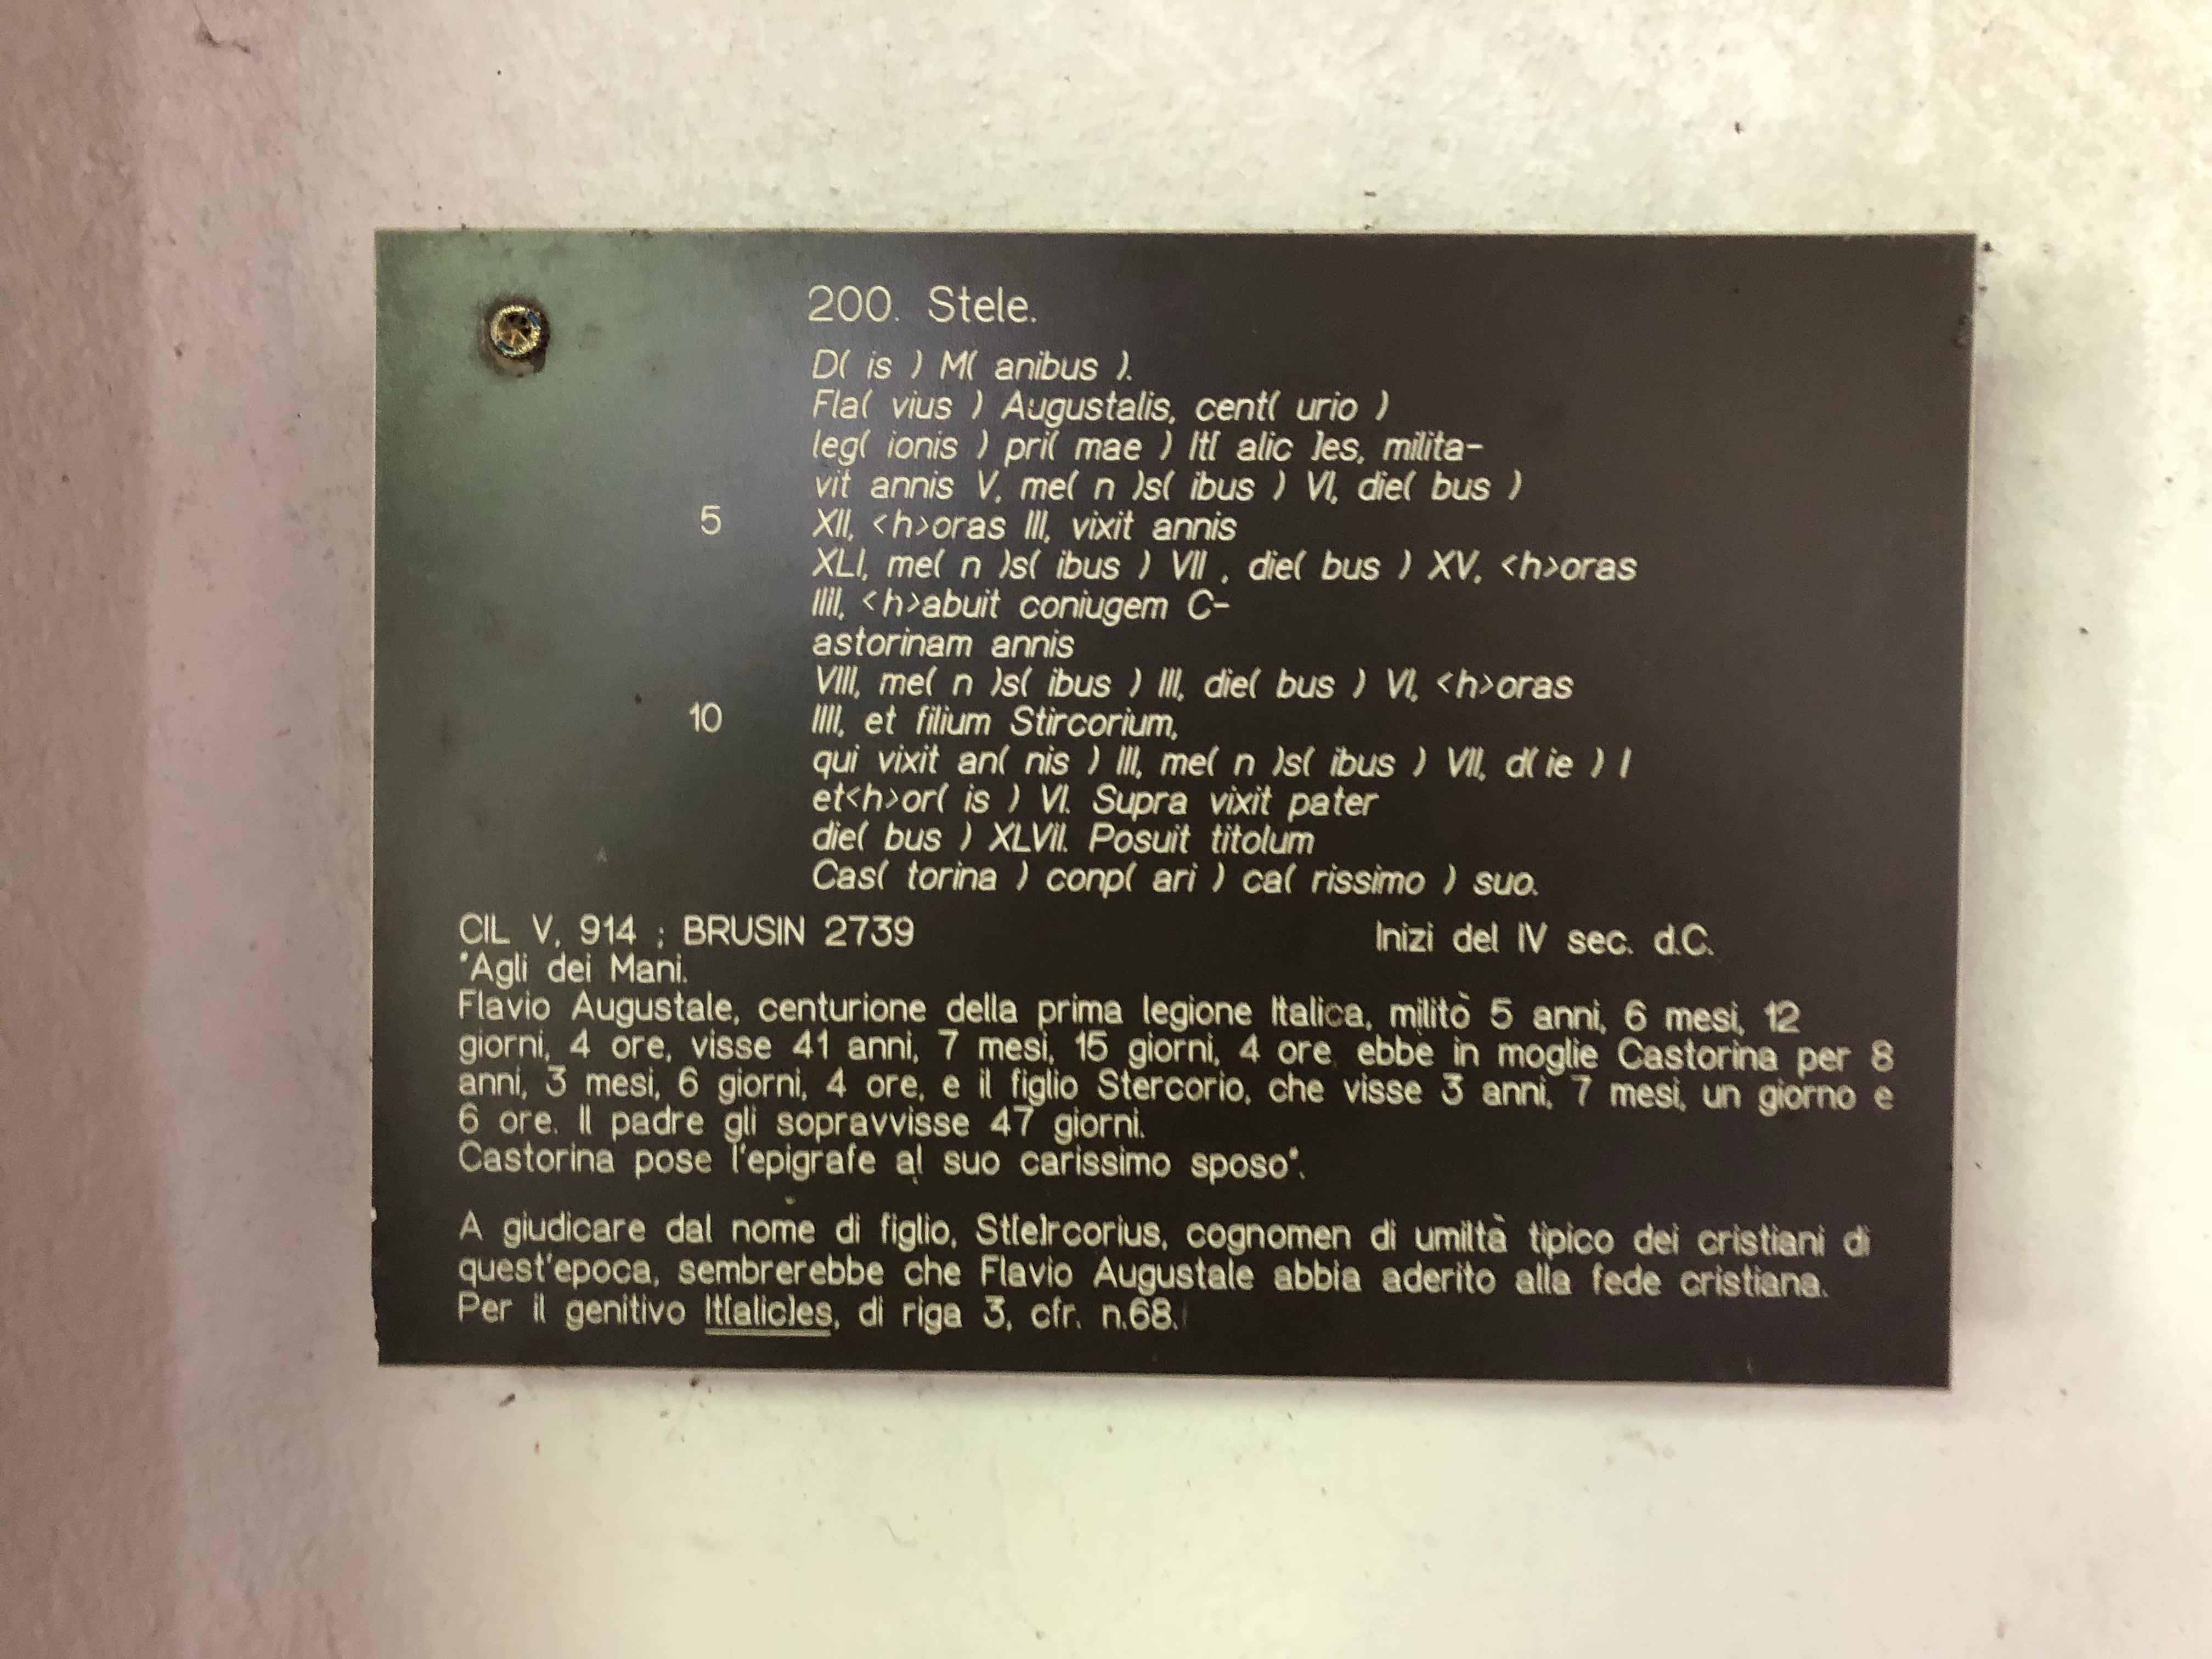 200. Stele.
D( is ) M( anibus ).
Fla( vius ) Augustalis, cent( urio )
leg( ionis ) pri( mae ) It[ alic ]es, milita-
vit annis V, me( n )s( ibus ) VI, die( bus )
5 XII, <h>oras III, vixit annis
XLI, me( n )s( ibus ) VII , die( bus ) XV, <h>oras
IIII, <h>abuit coniugem C-
astorinam annis
VIII, me( n )s( ibus ) III, die( bus ) VI, <h>oras
10 IIII, et filium Stircorium,
qui vixit an( nis ) III, me( n )s( ibus ) VII, d( ie ) I
et<h>or( is ) VI. Supra vixit pater
die( bus ) XLVII. Posuit titolum
Cas( torina ) conp( ari ) ca( rissimo ) suo.
CIL V, 914 ; BRUSIN 2739 Inizi del IV sec. d.C.
"Agli dei Mani.
Flavio Augustale, centurione della prima legione Italica, militò 5 anni, 6 mesi, 12
giorni, 4 ore, visse 41 anni, 7 mesi, 15 giorni, 4 ore ebbe in moglie Castorina per 8
anni, 3 mesi, 6 giorni, 4 ore, e il figlio Stercorio, che visse 3 anni, 7 mesi, un giorno e
6 ore. Il padre gli sopravvisse 47 giorni.
Castorina pose l'epigrafe al suo carissimo sposo".
A giudicare dal nome di figlio, St[e]rcorius, cognomen di umiltà tipico dei cristiani di
quest'epoca, sembrerebbe che Flavio Augustale abbia aderito alla fede cristiana.
Per il genitivo It[alic]es, di riga 3, cfr. n.68.